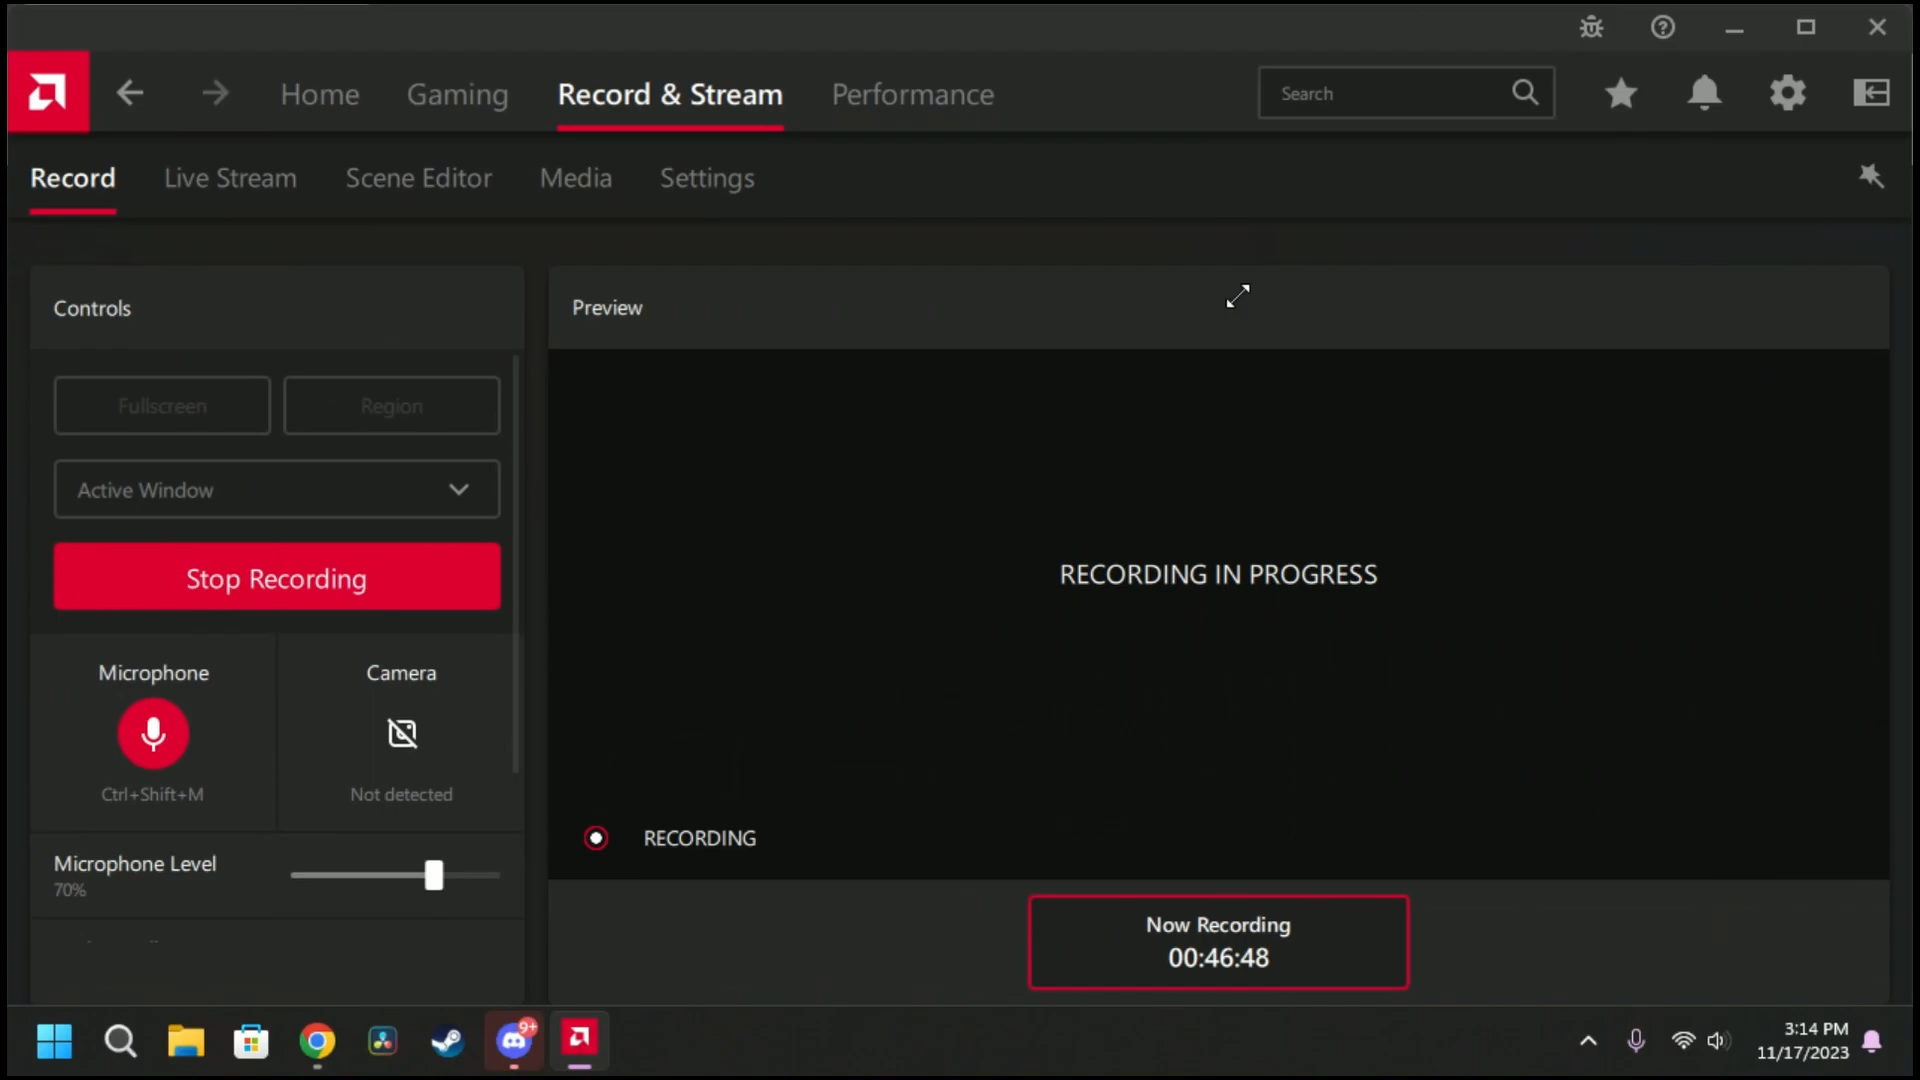 Home Gaming Record & Stream Performance Search
Record Live Stream Scene Editor Media Settings
Controls
Fullscreen Region
Active Window
Stop Recording
Microphone Camera
Ctrl+Shift+M Not detected
Microphone Level
70%
Preview
RECORDING IN PROGRESS
RECORDING
Now Recording
00:46:48
9+
3:14 PM
11/17/2023